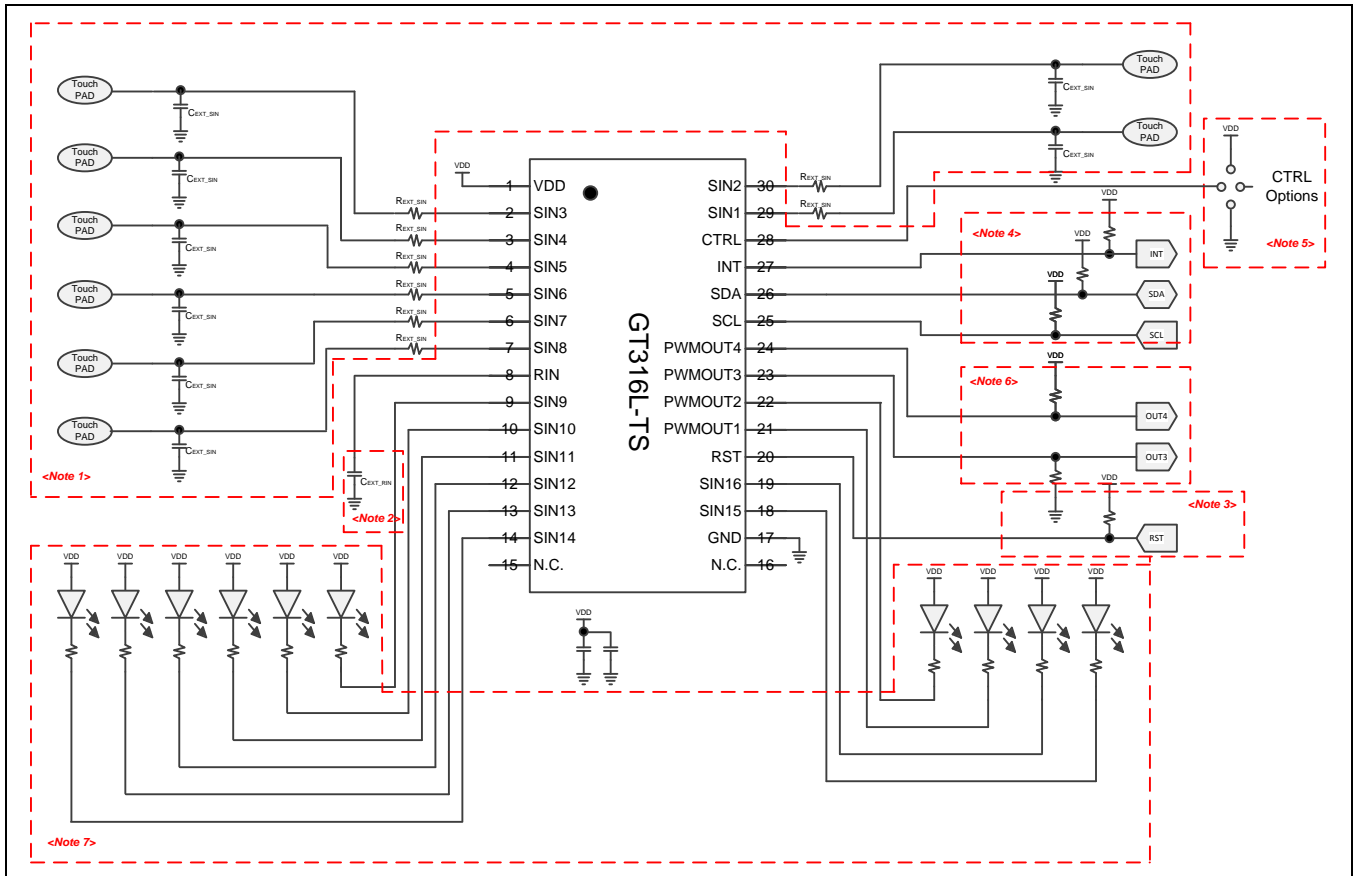 Touch
PAD
CEXT_SIN
Touch
PAD
CEXT_SIN
Touch
PAD
CEXT_SIN
Touch
PAD
CEXT_SIN
Touch
PAD
CEXT_SIN
Touch
PAD
CEXT_SIN
<Note 1>
REXT_SIN
REXT_SIN
REXT_SIN
REXT_SIN
REXT_SIN
REXT_SIN
CEXT_RIN
<Note 2>
VDD
1 VDD
2 SIN3
3 SIN4
4 SIN5
5 SIN6
6 SIN7
7 SIN8
8 RIN
9 SIN9
10 SIN10
11 SIN11
12 SIN12
13 SIN13
14 SIN14
15 N.C.
GT316L-TS
SIN2 30
SIN1 29
CTRL 28
INT 27
SDA 26
SCL 25
PWMOUT4 24
PWMOUT3 23
PWMOUT2 22
PWMOUT1 21
RST 20
SIN16 19
SIN15 18
GND 17
N.C. 16
REXT_SIN
REXT_SIN
Touch
PAD
CEXT_SIN
Touch
PAD
CEXT_SIN
VDD
CTRL
Options
<Note 5>
<Note 4>
VDD
VDD
VDD
INT
SDA
SCL
VDD
<Note 6>
OUT4
OUT3
<Note 3>
VDD
RST
VDD
VDD VDD VDD VDD VDD VDD
VDD VDD VDD VDD
<Note 7>